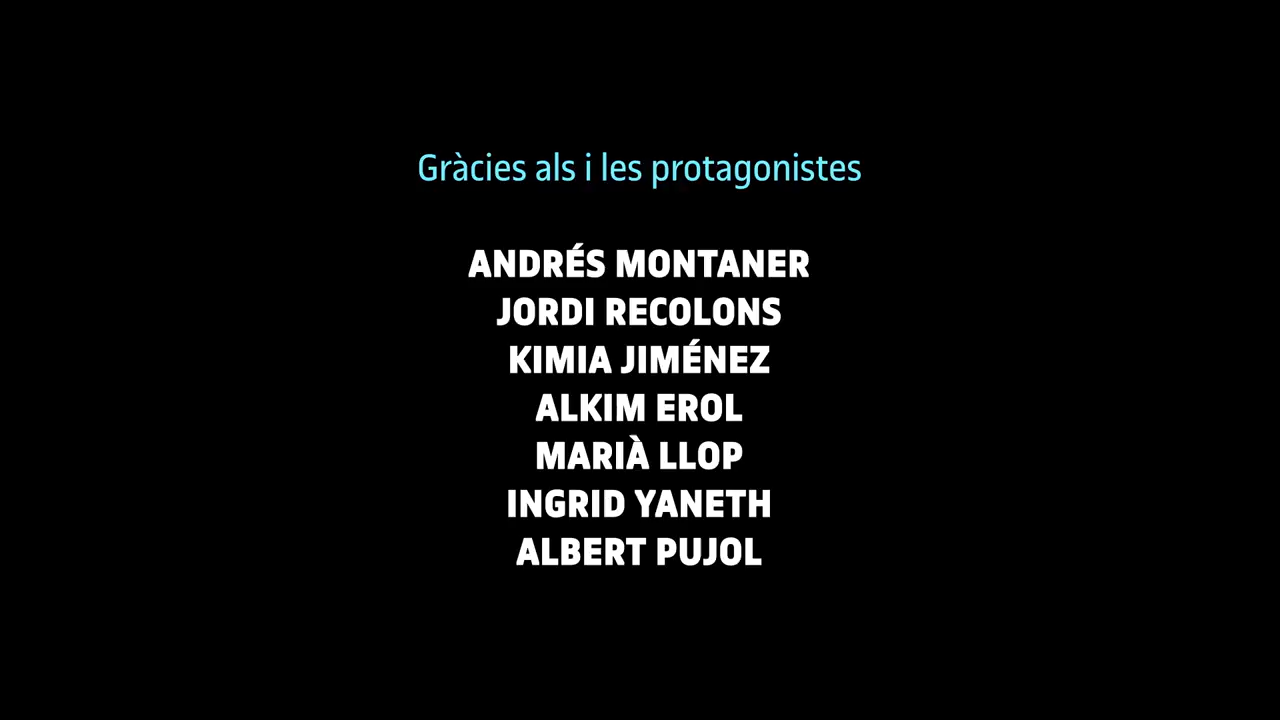 Gràcies als i les protagonistes
ANDRÉS MONTANER
JORDI RECOLONS
KIMIA JIMÉNEZ
ALKIM EROL
MARIÀ LLOP
INGRID YANETH
ALBERT PUJOL